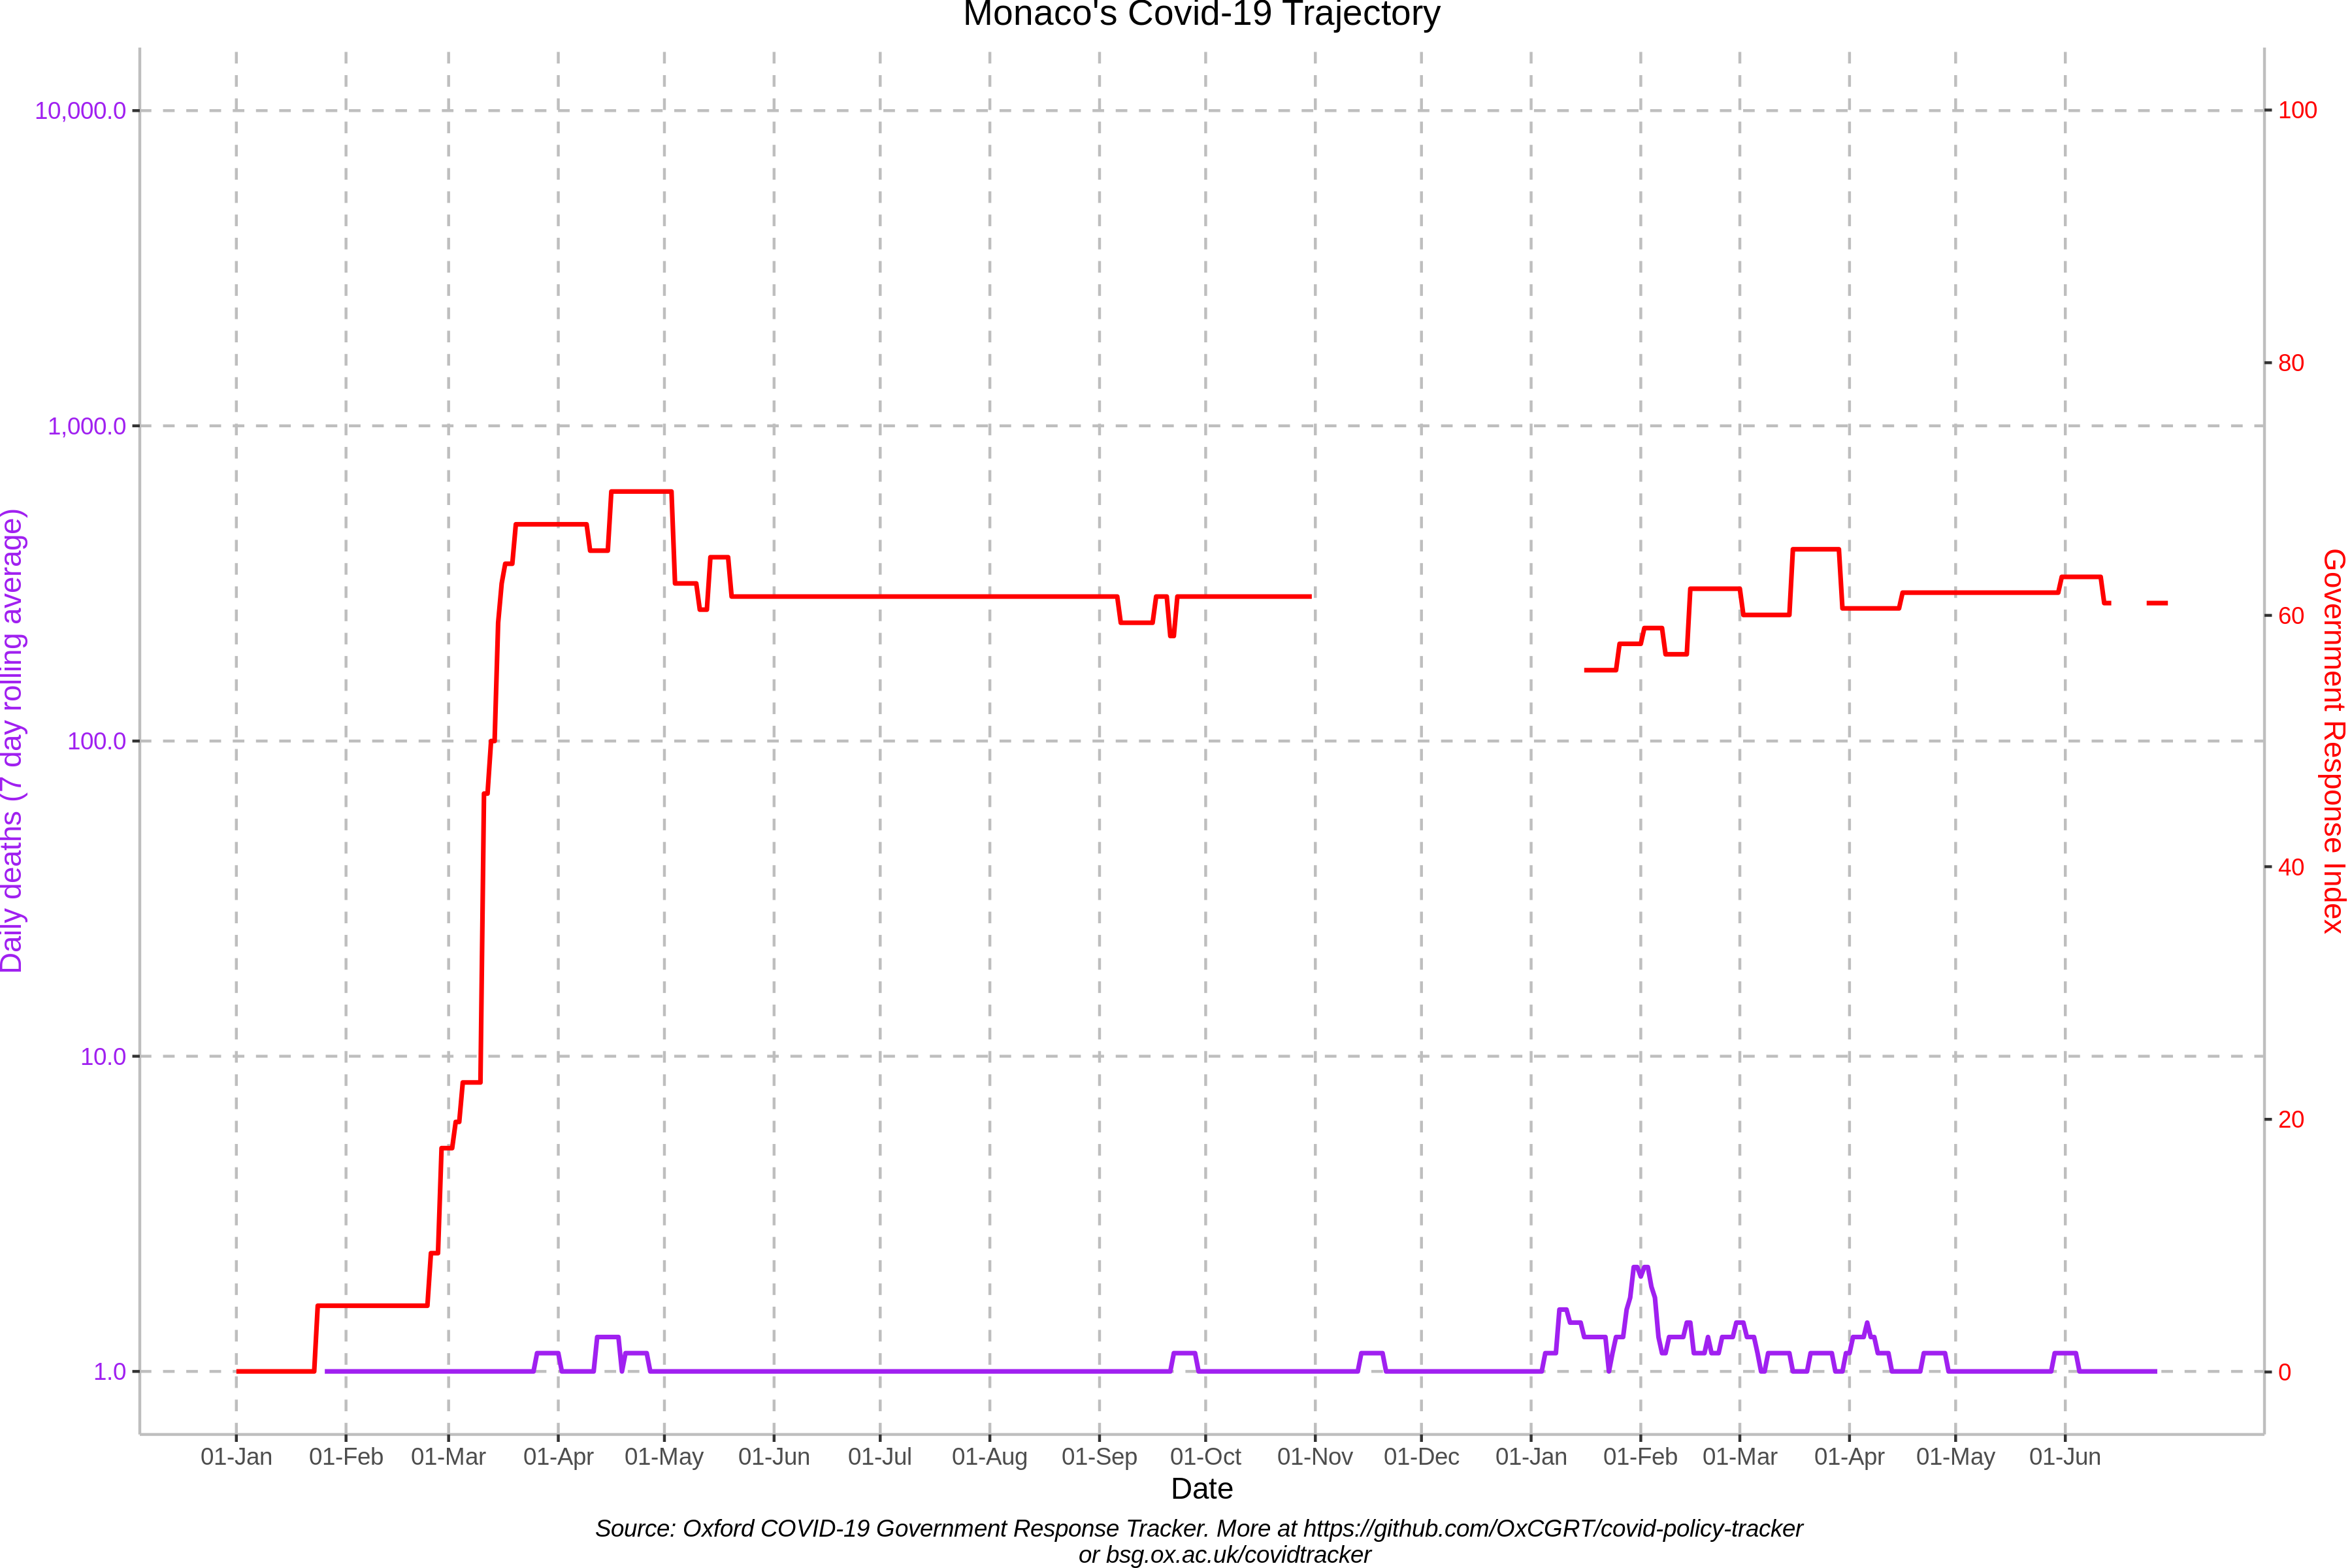 Monaco's Covid-19 Trajectory
10,000.0
1,000.0
100.0
10.0
1.0
Daily deaths (7 day rolling average)
100
80
60
40
20
0
Government Response Index
01-Jan 01-Feb 01-Mar 01-Apr 01-May 01-Jun 01-Jul 01-Aug 01-Sep 01-Oct 01-Nov 01-Dec 01-Jan 01-Feb 01-Mar 01-Apr 01-May 01-Jun
Date
Source: Oxford COVID-19 Government Response Tracker. More at https://github.com/OxCGRT/covid-policy-tracker
or bsg.ox.ac.uk/covidtracker